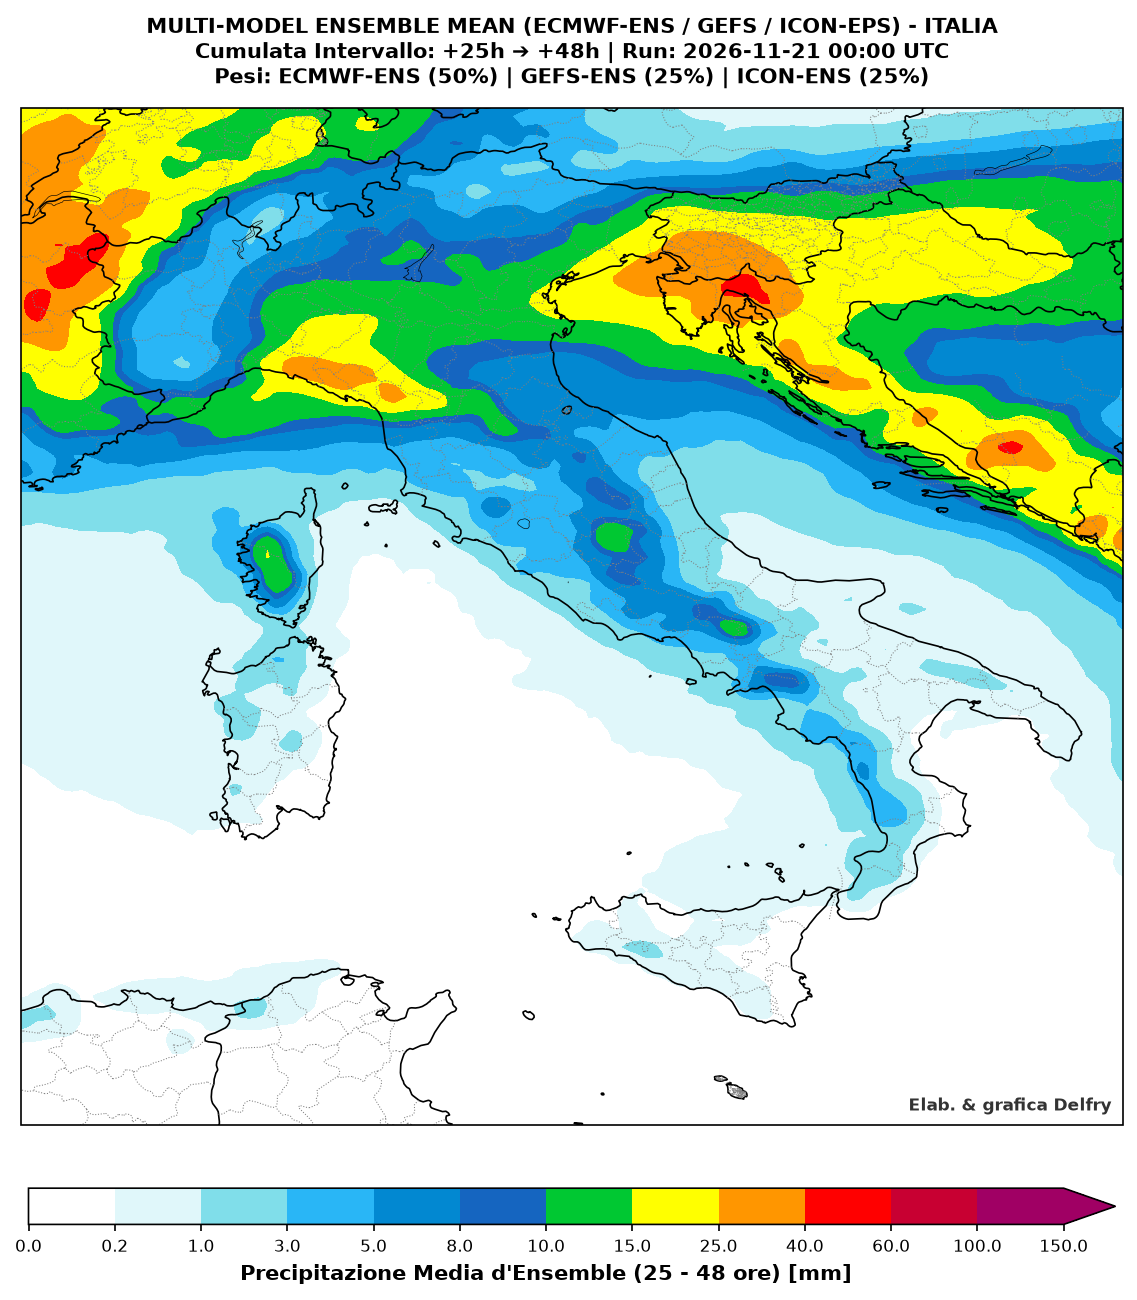 MULTI-MODEL ENSEMBLE MEAN (ECMWF-ENS / GEFS / ICON-EPS) - ITALIA
Cumulata Intervallo: +25h → +48h | Run: 2026-11-21 00:00 UTC
Pesi: ECMWF-ENS (50%) | GEFS-ENS (25%) | ICON-ENS (25%)
Elab. & grafica Delfry
0.0 0.2 1.0 3.0 5.0 8.0 10.0 15.0 25.0 40.0 60.0 100.0 150.0
Precipitazione Media d'Ensemble (25 - 48 ore) [mm]